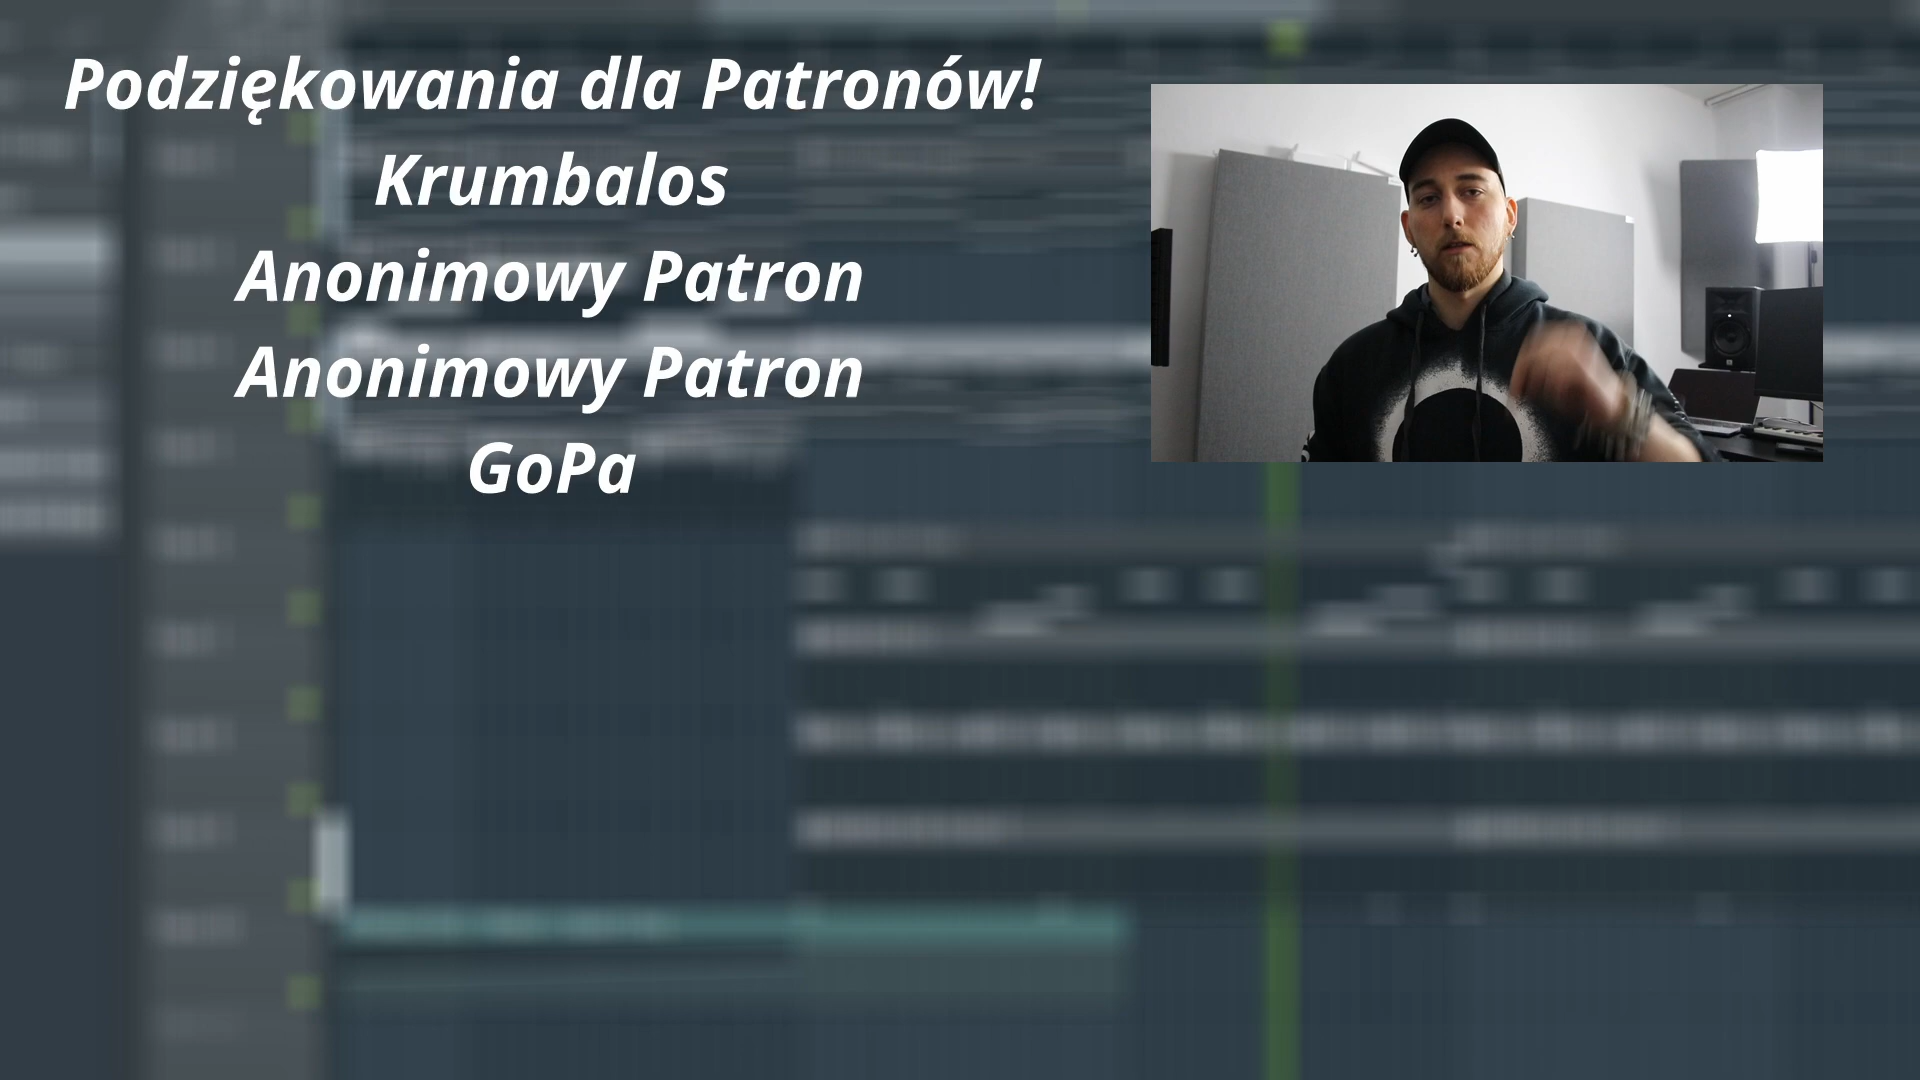 Podziękowania dla Patronów!
Krumbalos
Anonimowy Patron
Anonimowy Patron
GoPa